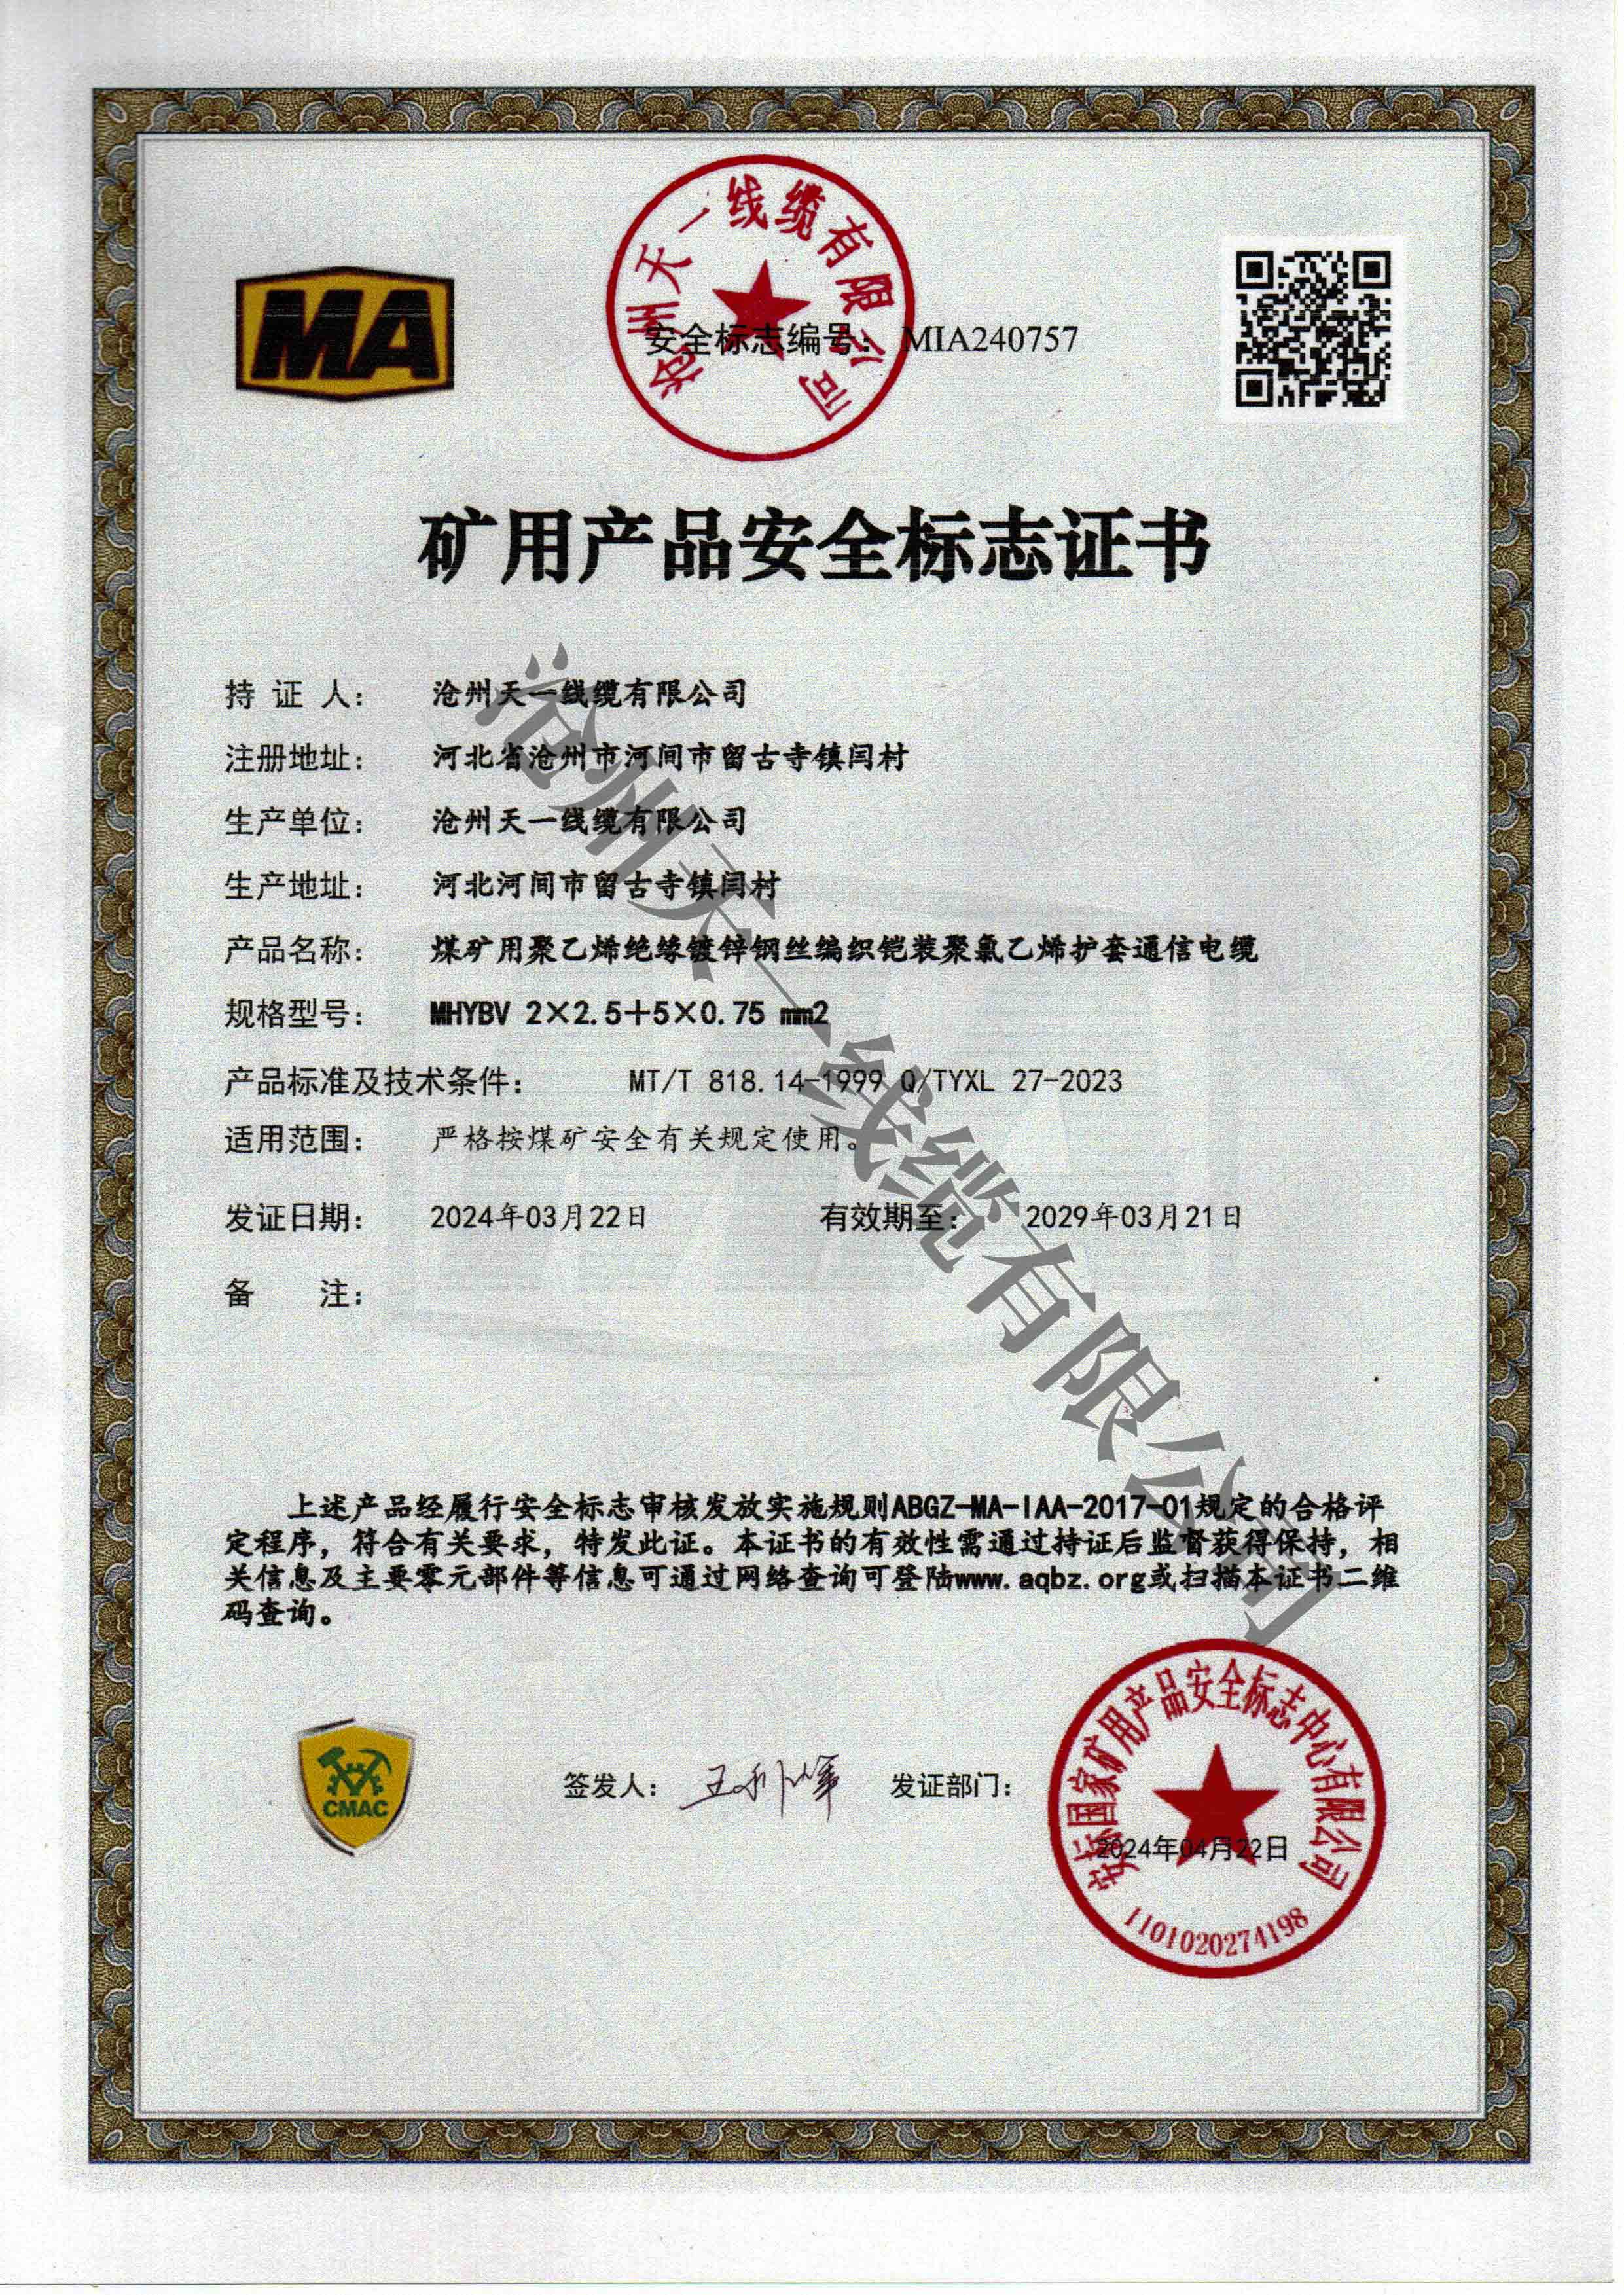 MA
沧州天一线缆有限公司
安全标志编号： MIA240757
矿用产品安全标志证书
持 证 人： 沧州天一线缆有限公司
注册地址： 河北省沧州市河间市留古寺镇闫村
生产单位： 沧州天一线缆有限公司
生产地址： 河北河间市留古寺镇闫村
产品名称： 煤矿用聚乙烯绝缘镀锌钢丝编织铠装聚氯乙烯护套通信电缆
规格型号： MHYBV 2×2.5＋5×0.75 mm2
产品标准及技术条件： MT/T 818.14-1999 Q/TYXL 27-2023
适用范围： 严格按煤矿安全有关规定使用。
发证日期： 2024年03月22日 有效期至： 2029年03月21日
备 注：
沧州天一线缆有限公司
上述产品经履行安全标志审核发放实施规则ABGZ-MA-IAA-2017-01规定的合格评
定程序，符合有关要求，特发此证。本证书的有效性需通过持证后监督获得保持，相
关信息及主要零元部件等信息可通过网络查询可登陆www.aqbz.org或扫描本证书二维
码查询。
CMAC
签发人： 发证部门：
安标国家矿用产品安全标志中心有限公司
2024年04月22日
1101020274198